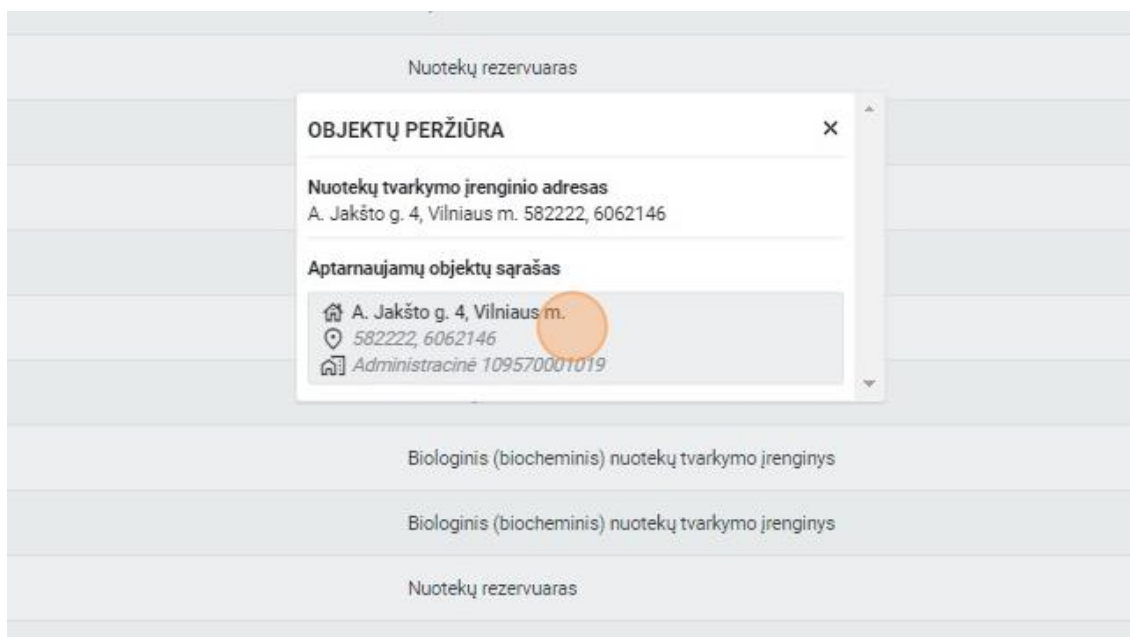 Nuotekų rezervuaras
OBJEKTŲ PERŽIŪRA
Nuotekų tvarkymo įrenginio adresas
A. Jakšto g. 4, Vilniaus m. 582222, 6062146
Aptarnaujamų objektų sąrašas
A. Jakšto g. 4, Vilniaus m.
582222, 6062146
Administracinė 109570001019
Biologinis (biocheminis) nuotekų tvarkymo įrenginys
Biologinis (biocheminis) nuotekų tvarkymo įrenginys
Nuotekų rezervuaras